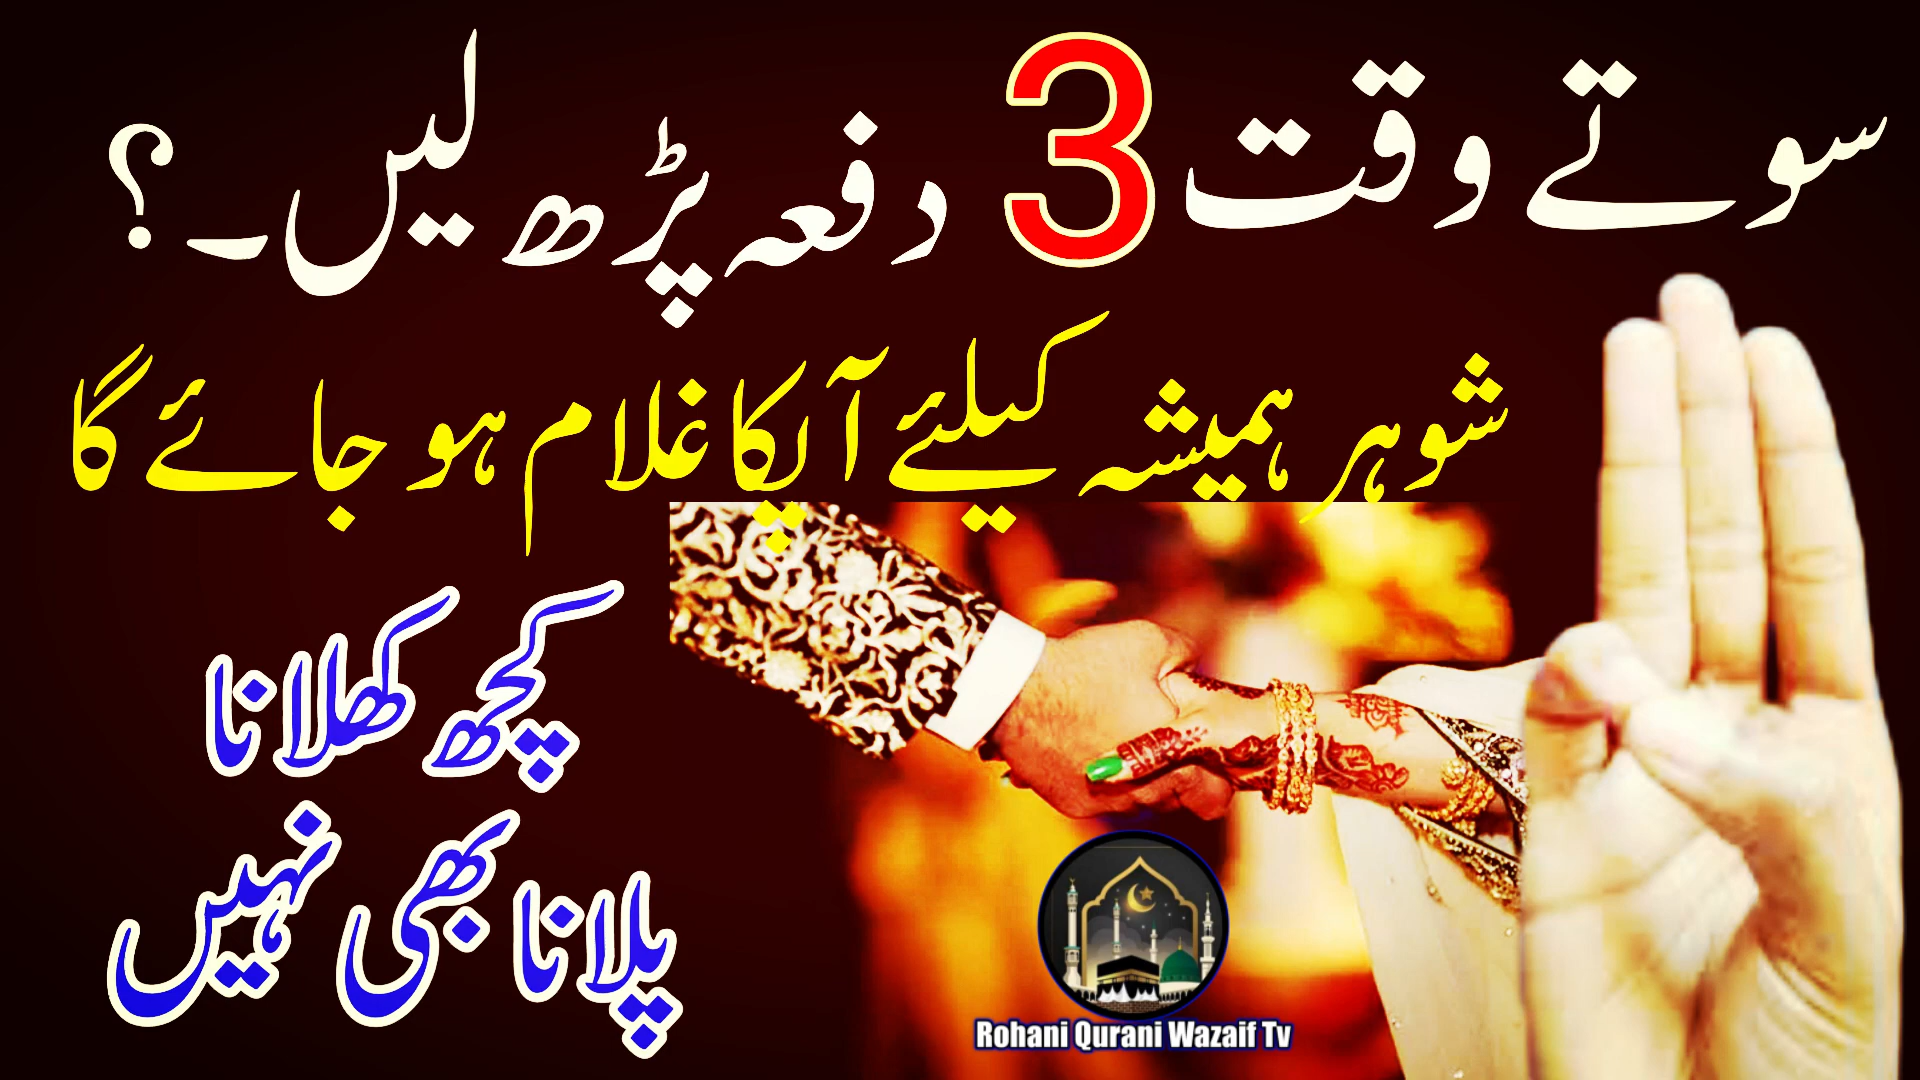 سوتے وقت 3 دفعہ پڑھ لیں۔؟
شوہر ہمیشہ کیلئے آپکا غلام ہو جائے گا
کچھ کھلانا
پلانا بھی نہیں
Rohani Qurani Wazaif Tv